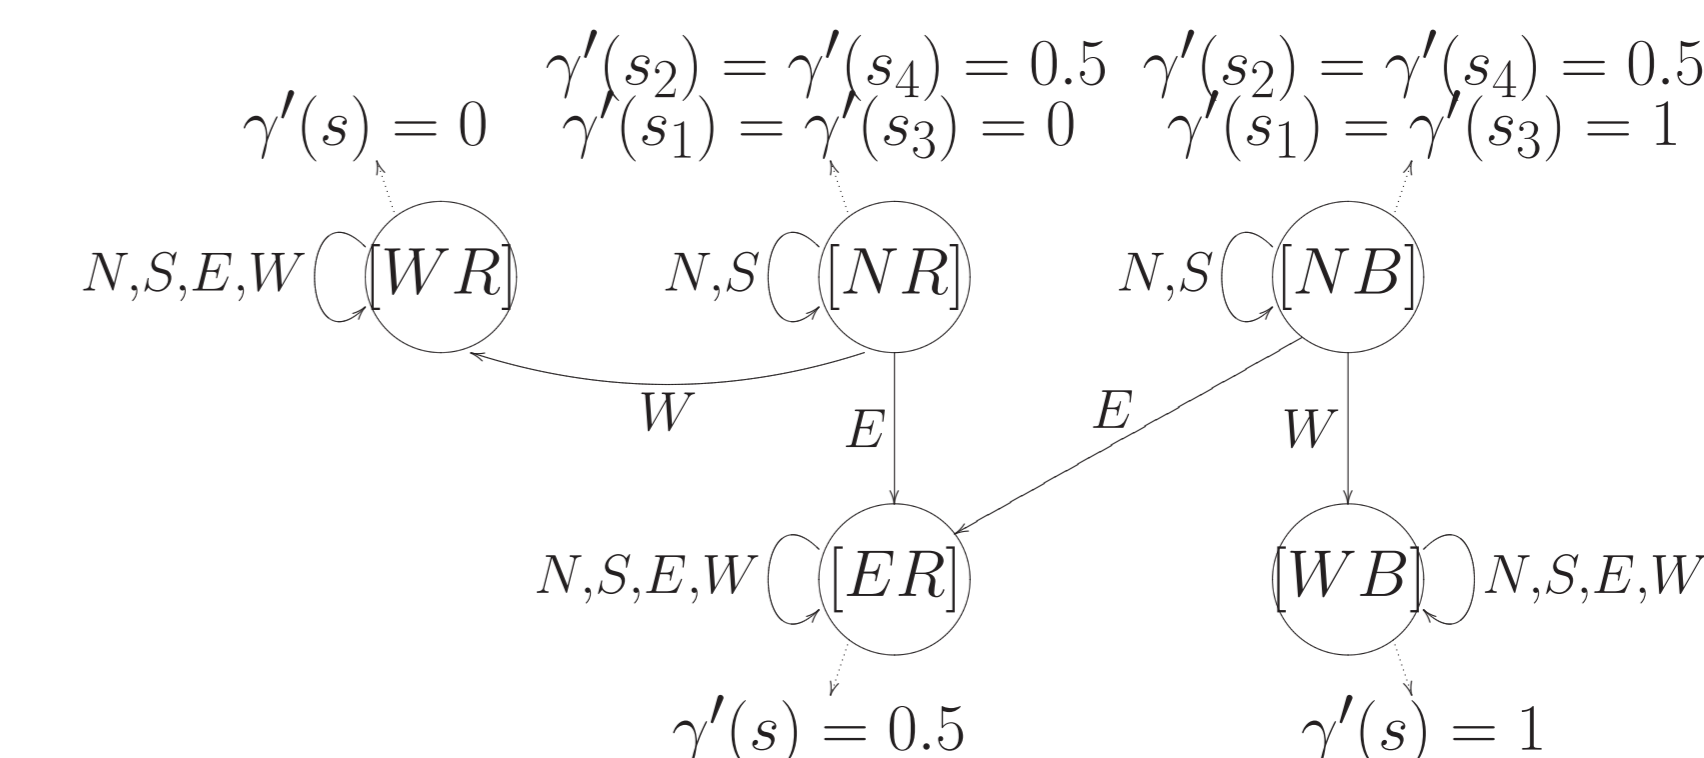 γ′(s₂) = γ′(s₄) = 0.5 γ′(s₂) = γ′(s₄) = 0.5
γ′(s) = 0 γ′(s₁) = γ′(s₃) = 0 γ′(s₁) = γ′(s₃) = 1
N,S,E,W [WR] N,S [NR] N,S [NB]
W E E W
N,S,E,W [ER] [WB] N,S,E,W
γ′(s) = 0.5 γ′(s) = 1